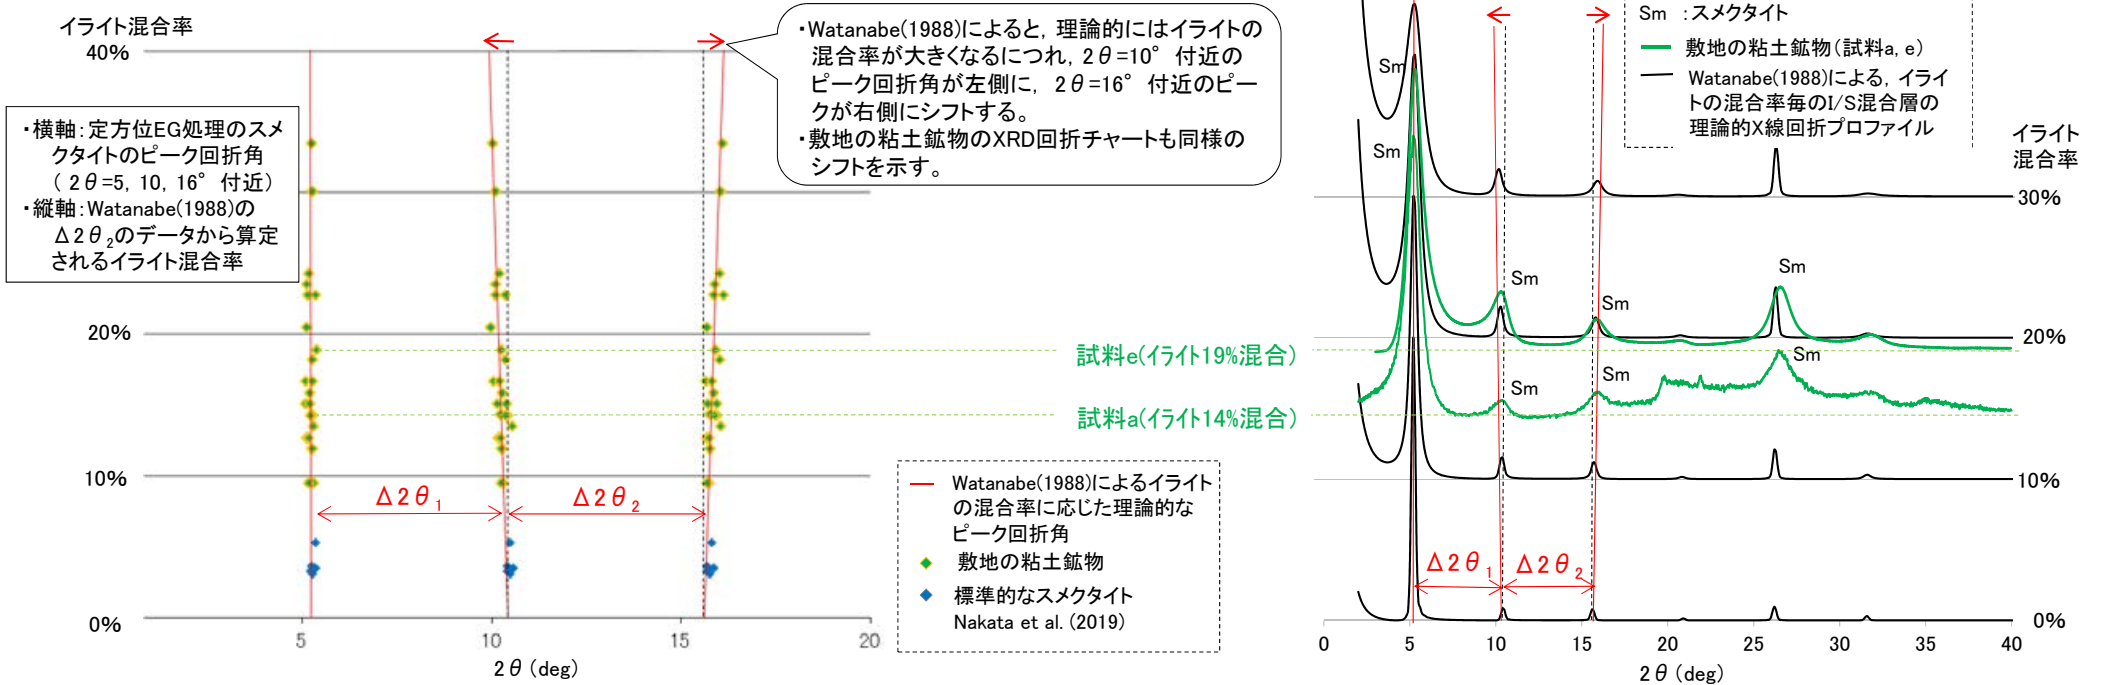 イライト混合率
40%
20%
10%
0%
5
10
15
20
2θ (deg)
・横軸：定方位EG処理のスメ
クタイトのピーク回折角
（2θ=5, 10, 16°付近）
・縦軸：Watanabe(1988)の
Δ2θ₂のデータから算定
されるイライト混合率
・Watanabe(1988)によると, 理論的にはイライトの
混合率が大きくなるにつれ, 2θ=10°付近の
ピーク回折角が左側に, 2θ=16°付近のピー
クが右側にシフトする。
・敷地の粘土鉱物のXRD回折チャートも同様の
シフトを示す。
Δ2θ₁
Δ2θ₂
試料e(イライト19%混合)
試料a(イライト14%混合)
Watanabe(1988)によるイライト
の混合率に応じた理論的な
ピーク回折角
敷地の粘土鉱物
標準的なスメクタイト
Nakata et al.(2019)
Sm ：スメクタイト
敷地の粘土鉱物(試料a, e)
Watanabe(1988)による, イライ
トの混合率毎のI/S混合層の
理論的X線回折プロファイル
イライト
混合率
30%
20%
10%
0%
Sm
Sm
Sm
Sm
Sm
Sm
Sm
Sm
Δ2θ₁
Δ2θ₂
0
5
10
15
20
25
30
35
40
2θ (deg)